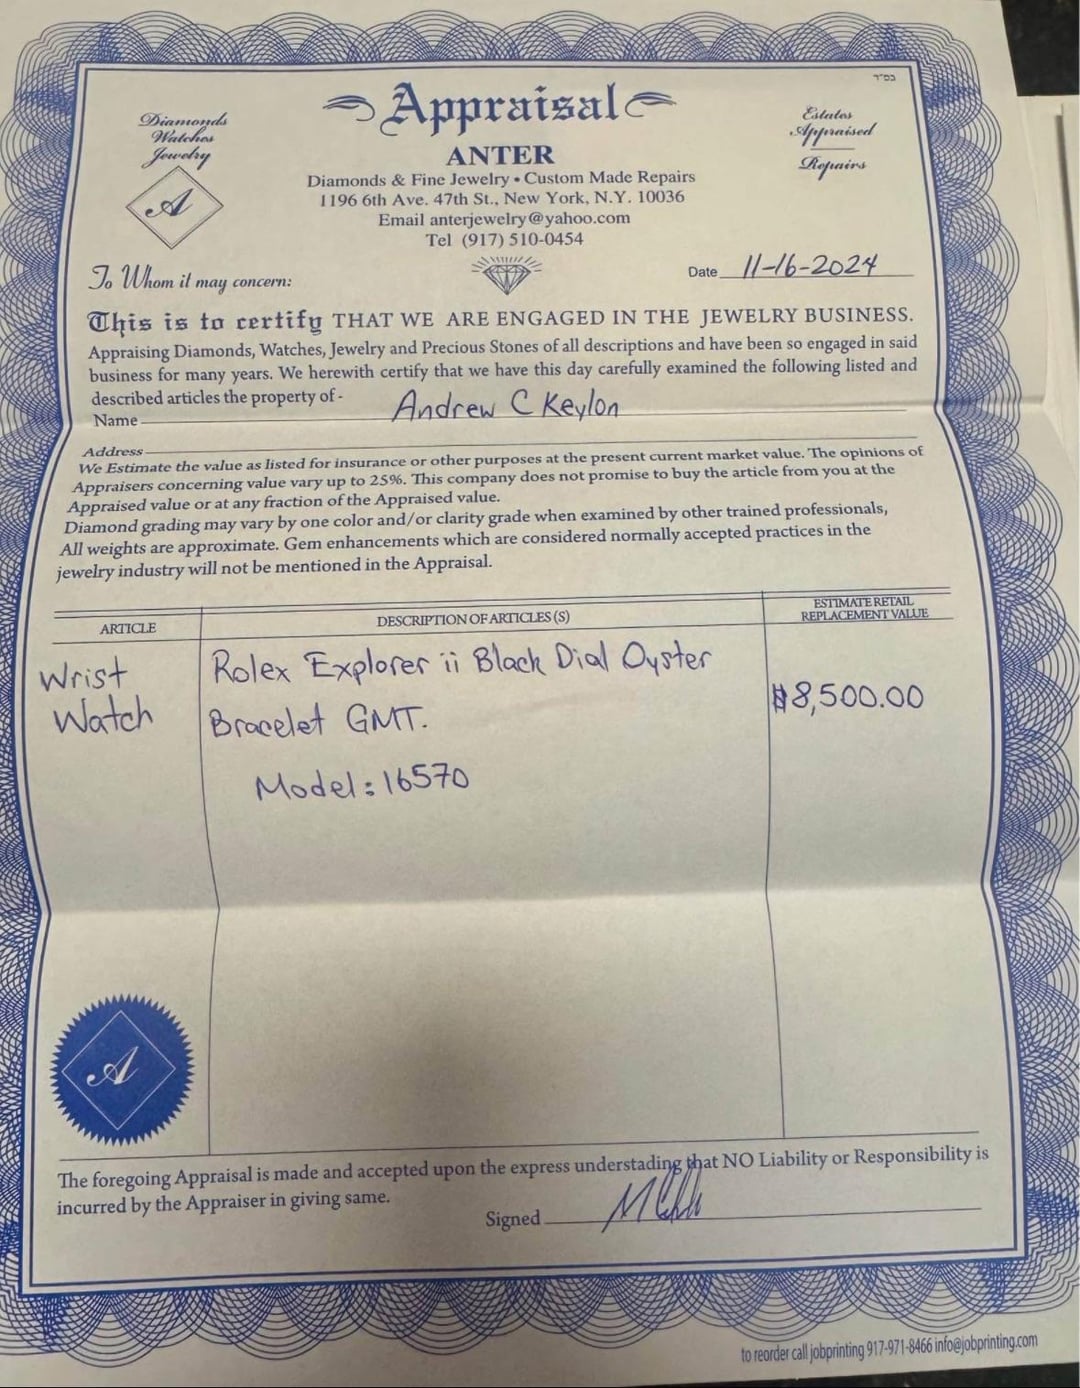 בס"ד
Diamonds
Watches
Jewelry
A
Appraisal
Estates
Appraised
Repairs
ANTER
Diamonds & Fine Jewelry • Custom Made Repairs
1196 6th Ave. 47th St., New York, N.Y. 10036
Email anterjewelry@yahoo.com
Tel (917) 510-0454
To Whom it may concern:
Date 11-16-2024
This is to certify THAT WE ARE ENGAGED IN THE JEWELRY BUSINESS.
Appraising Diamonds, Watches, Jewelry and Precious Stones of all descriptions and have been so engaged in said
business for many years. We herewith certify that we have this day carefully examined the following listed and
described articles the property of -
Name Andrew C Keylon
Address
We Estimate the value as listed for insurance or other purposes at the present current market value. The opinions of
Appraisers concerning value vary up to 25%. This company does not promise to buy the article from you at the
Appraised value or at any fraction of the Appraised value.
Diamond grading may vary by one color and/or clarity grade when examined by other trained professionals,
All weights are approximate. Gem enhancements which are considered normally accepted practices in the
jewelry industry will not be mentioned in the Appraisal.
ARTICLE
DESCRIPTION OF ARTICLES (S)
ESTIMATE RETAIL
REPLACEMENT VALUE
Wrist
Watch
Rolex Explorer ii Black Dial Oyster
Bracelet GMT.
Model: 16570
$8,500.00
A
The foregoing Appraisal is made and accepted upon the express understading that NO Liability or Responsibility is
incurred by the Appraiser in giving same.
Signed
to reorder call jobprinting 917-971-8466 info@jobprinting.com